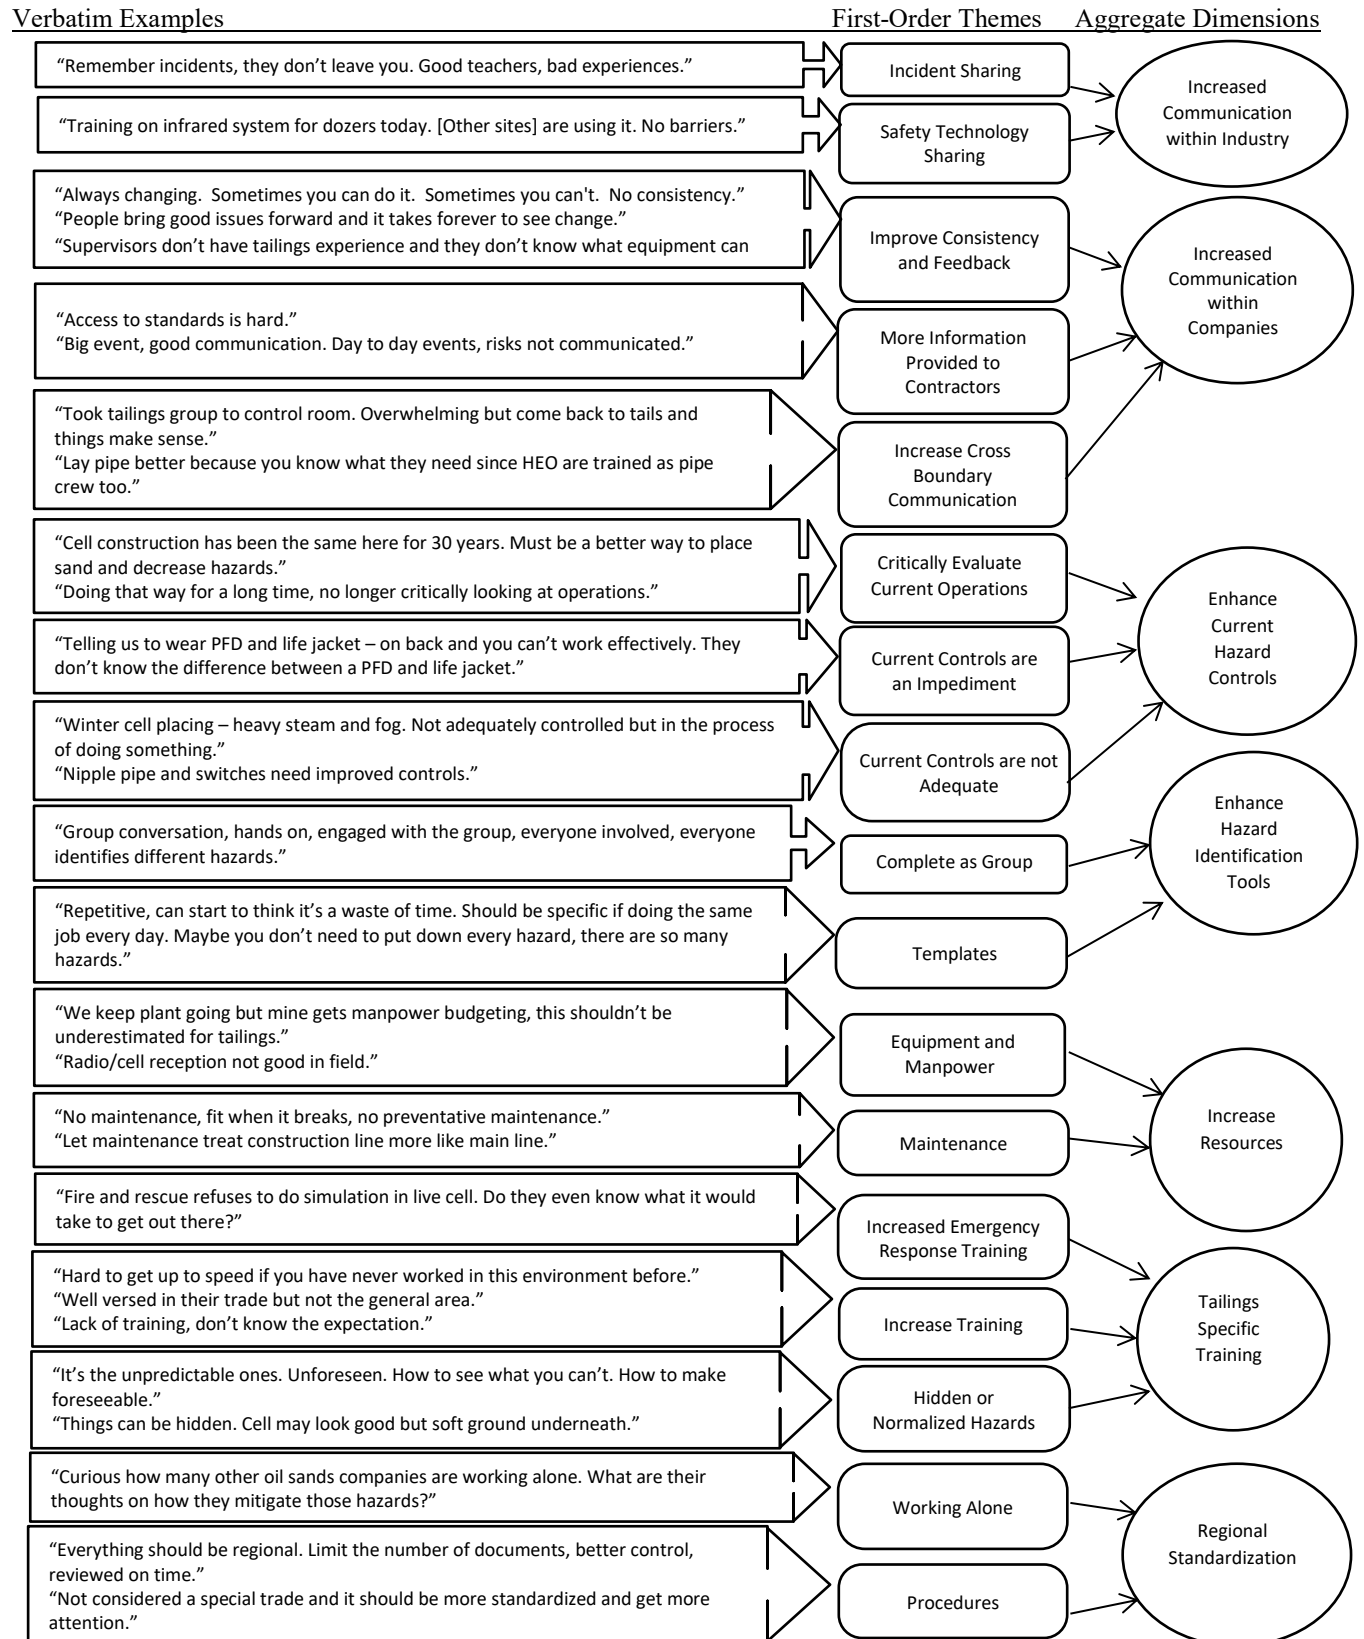 Verbatim Examples
First-Order Themes
Aggregate Dimensions
“Remember incidents, they don’t leave you. Good teachers, bad experiences.”
Incident Sharing
Increased
Communication
within Industry
“Training on infrared system for dozers today. [Other sites] are using it. No barriers.”
Safety Technology
Sharing
“Always changing.  Sometimes you can do it.  Sometimes you can't.  No consistency.”
“People bring good issues forward and it takes forever to see change.”
“Supervisors don’t have tailings experience and they don’t know what equipment can
Improve Consistency
and Feedback
Increased
Communication
within
Companies
“Access to standards is hard.”
“Big event, good communication. Day to day events, risks not communicated.”
More Information
Provided to
Contractors
“Took tailings group to control room. Overwhelming but come back to tails and
things make sense.”
“Lay pipe better because you know what they need since HEO are trained as pipe
crew too.”
Increase Cross
Boundary
Communication
“Cell construction has been the same here for 30 years. Must be a better way to place
sand and decrease hazards.”
“Doing that way for a long time, no longer critically looking at operations.”
Critically Evaluate
Current Operations
Enhance
Current
Hazard
Controls
“Telling us to wear PFD and life jacket – on back and you can’t work effectively. They
don’t know the difference between a PFD and life jacket.”
Current Controls are
an Impediment
“Winter cell placing – heavy steam and fog. Not adequately controlled but in the process
of doing something.”
“Nipple pipe and switches need improved controls.”
Current Controls are not
Adequate
“Group conversation, hands on, engaged with the group, everyone involved, everyone
identifies different hazards.”
Complete as Group
Enhance
Hazard
Identification
Tools
“Repetitive, can start to think it’s a waste of time. Should be specific if doing the same
job every day. Maybe you don’t need to put down every hazard, there are so many
hazards.”
Templates
“We keep plant going but mine gets manpower budgeting, this shouldn’t be
underestimated for tailings.”
“Radio/cell reception not good in field.”
Equipment and
Manpower
Increase
Resources
“No maintenance, fit when it breaks, no preventative maintenance.”
“Let maintenance treat construction line more like main line.”
Maintenance
“Fire and rescue refuses to do simulation in live cell. Do they even know what it would
take to get out there?”
Increased Emergency
Response Training
Tailings
Specific
Training
“Hard to get up to speed if you have never worked in this environment before.”
“Well versed in their trade but not the general area.”
“Lack of training, don’t know the expectation.”
Increase Training
“It’s the unpredictable ones. Unforeseen. How to see what you can’t. How to make
foreseeable.”
“Things can be hidden. Cell may look good but soft ground underneath.”
Hidden or
Normalized Hazards
“Curious how many other oil sands companies are working alone. What are their
thoughts on how they mitigate those hazards?”
Working Alone
Regional
Standardization
“Everything should be regional. Limit the number of documents, better control,
reviewed on time.”
“Not considered a special trade and it should be more standardized and get more
attention.”
Procedures